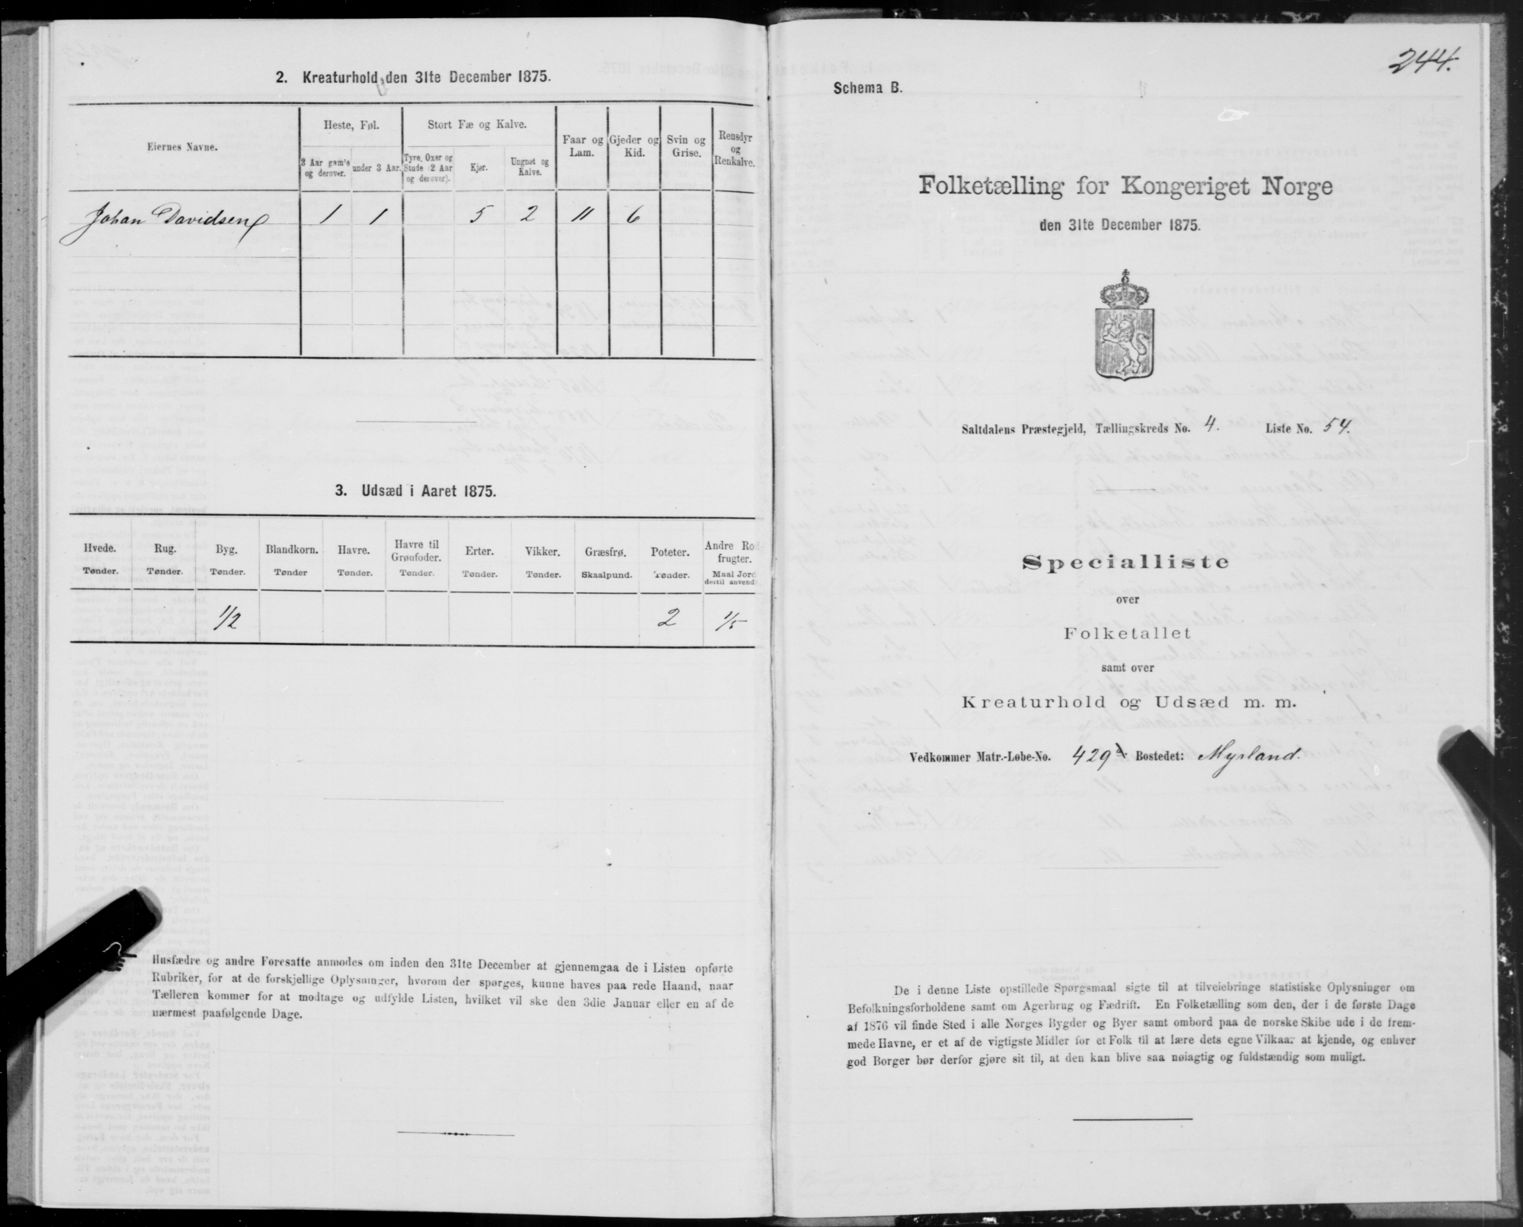 2. Kreaturhold den 31te December 1875.
Eiernes Navne.
Heste, Føl.
Stort Fæ og Kalve.
Faar og Lam.
Gjeder og Kid.
Svin og Grise.
Rensdyr og Renkalve.
3 Aar gam's og derover.
under 3 Aar.
Tyre, Oxer og Stude (2 Aar og derover).
Kjør.
Ungnøt og Kalve.
Johan Davidsen 1 1 5 2 11 6
3. Udsæd i Aaret 1875.
Hvede. Rug. Byg. Blandkorn. Havre. Havre til Grønfoder. Erter. Vikker. Græsfrø. Poteter. Andre Rodfrugter.
Tønder. Tønder. Tønder. Tønder Tønder. Tønder. Tønder. Tønder. Skaalpund. Tønder. Maal Jord dertil anvendt
1/2 2 1/5
Husfædre og andre Foresatte anmodes om inden den 31te December at gjennemgaa de i Listen opførte
Rubriker, for at de forskjellige Oplysninger, hvorom der spørges, kunne haves paa rede Haand, naar
Tælleren kommer for at modtage og udfylde Listen, hvilket vil ske den 3die Januar eller en af de
nærmest paafølgende Dage.
244.
Schema B.
Folketælling for Kongeriget Norge
den 31te December 1875.
Saltdalens Præstegjeld, Tællingskreds No. 4. Liste No. 54.
Specialliste
over
Folketallet
samt over
Kreaturhold og Udsæd m. m.
Vedkommer Matr.-Løbe-No. 429 Bostedet: Myrland.
De i denne Liste opstillede Spørgsmaal sigte til at tilveiebringe statistiske Oplysninger om
Befolkningsforholdene samt om Agerbrug og Fædrift. En Folketælling som den, der i de første Dage
af 1876 vil finde Sted i alle Norges Bygder og Byer samt ombord paa de norske Skibe ude i de frem-
mede Havne, er et af de vigtigste Midler for et Folk til at lære dets egne Vilkaar at kjende, og enhver
god Borger bør derfor gjøre sit til, at den kan blive saa nøiagtig og fuldstændig som muligt.